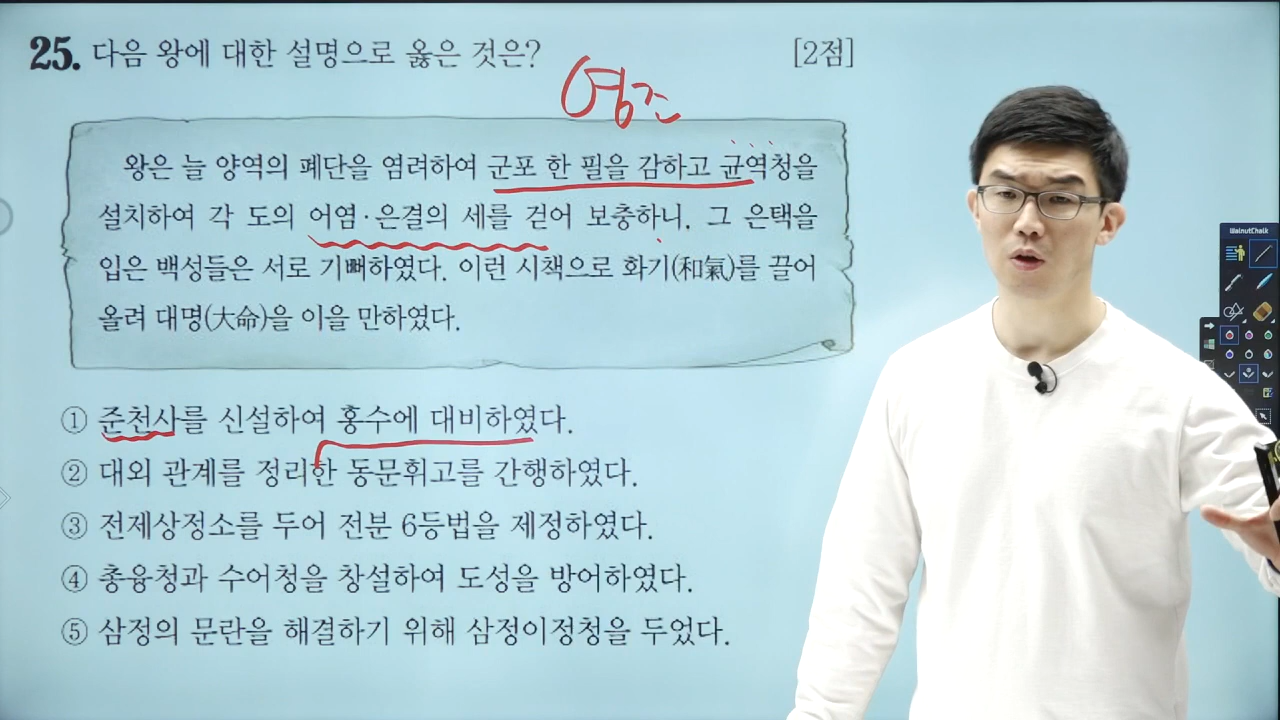 25. 다음 왕에 대한 설명으로 옳은 것은? [2점]
영조
왕은 늘 양역의 폐단을 염려하여 군포 한 필을 감하고 균역청을
설치하여 각 도의 어염·은결의 세를 걷어 보충하니, 그 은택을
입은 백성들은 서로 기뻐하였다. 이런 시책으로 화기(和氣)를 끌어
올려 대명(大命)을 이을 만하였다.
① 준천사를 신설하여 홍수에 대비하였다.
② 대외 관계를 정리한 동문휘고를 간행하였다.
③ 전제상정소를 두어 전분 6등법을 제정하였다.
④ 총융청과 수어청을 창설하여 도성을 방어하였다.
⑤ 삼정의 문란을 해결하기 위해 삼정이정청을 두었다.
WalnutChalk